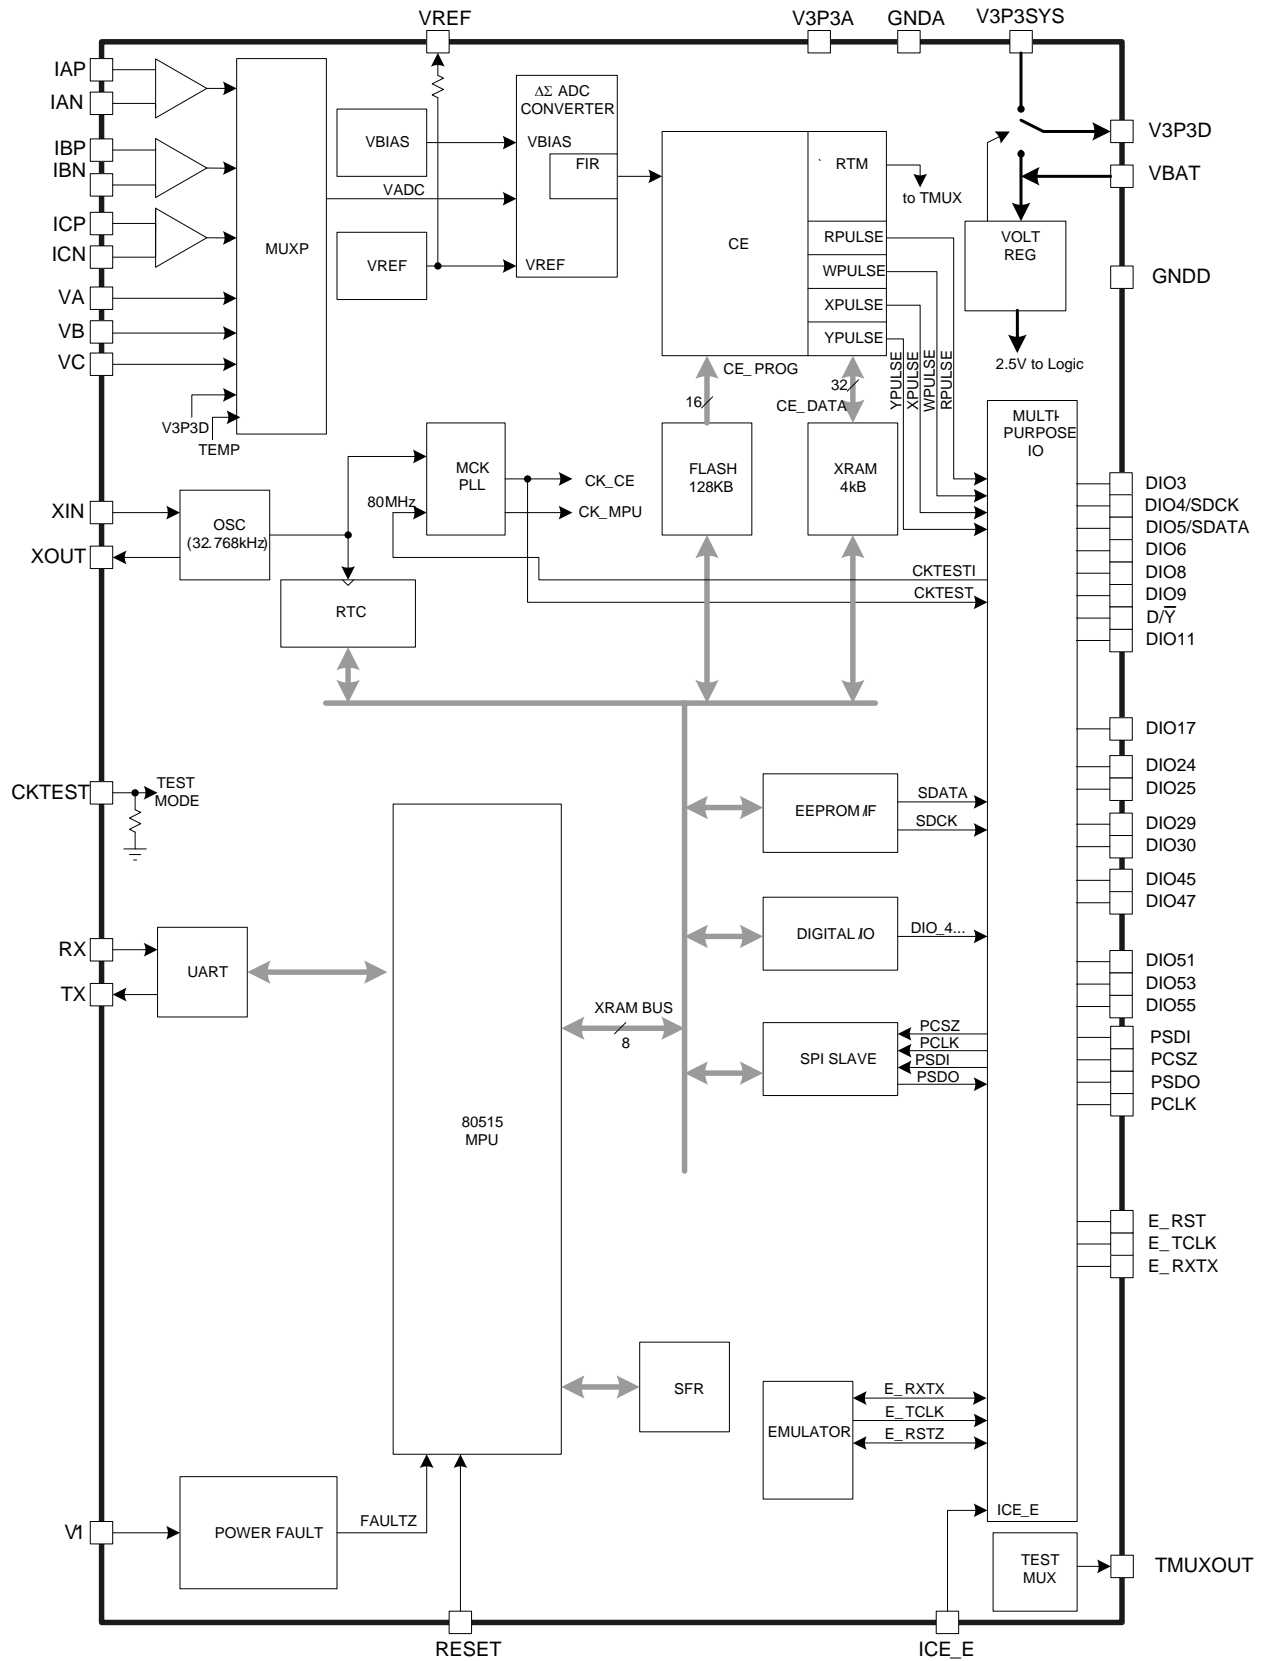 VREF
V3P3A
GNDA
V3P3SYS
IAP
IAN
IBP
IBN
ICP
ICN
VA
VB
VC
V3P3D
TEMP
MUXP
VBIAS
VADC
VREF
ΔΣ ADC
CONVERTER
VBIAS
FIR
VREF
CE
RTM
to TMUX
RPULSE
WPULSE
XPULSE
YPULSE
V3P3D
VBAT
VOLT
REG
GNDD
2.5V to Logic
CE_PROG
16
32
CE_DATA
YPULSE
XPULSE
WPULSE
RPULSE
MULTI-
PURPOSE
IO
XIN
XOUT
OSC
(32.768kHz)
MCK
PLL
80MHz
CK_CE
CK_MPU
FLASH
128KB
XRAM
4kB
RTC
CKTESTI
CKTEST
DIO3
DIO4/SDCK
DIO5/SDATA
DIO6
DIO8
DIO9
D/Y̅
DIO11
DIO17
DIO24
DIO25
DIO29
DIO30
DIO45
DIO47
DIO51
DIO53
DIO55
PSDI
PCSZ
PSDO
PCLK
CKTEST
TEST
MODE
EEPROM I/F
SDATA
SDCK
DIGITAL I/O
DIO_4...
RX
TX
UART
XRAM BUS
8
SPI SLAVE
PCSZ
PCLK
PSDI
PSDO
80515
MPU
E_RST
E_TCLK
E_RXTX
SFR
EMULATOR
E_RXTX
E_TCLK
E_RSTZ
V1
POWER FAULT
FAULTZ
ICE_E
TEST
MUX
TMUXOUT
RESET
ICE_E